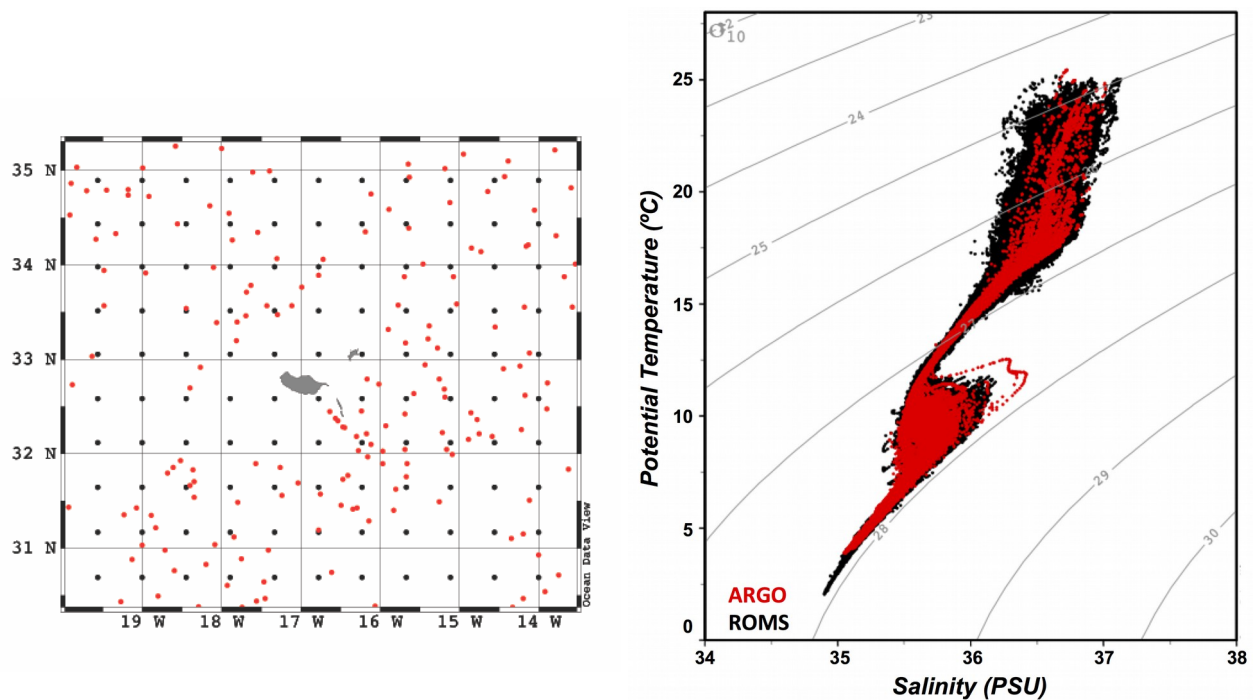 35 N
34 N
33 N
32 N
31 N
19 W 18 W 17 W 16 W 15 W 14 W
Ocean Data View
10
23
24
25
27
28
29
30
25
20
15
10
5
0
34 35 36 37 38
Potential Temperature (ºC)
Salinity (PSU)
ARGO
ROMS